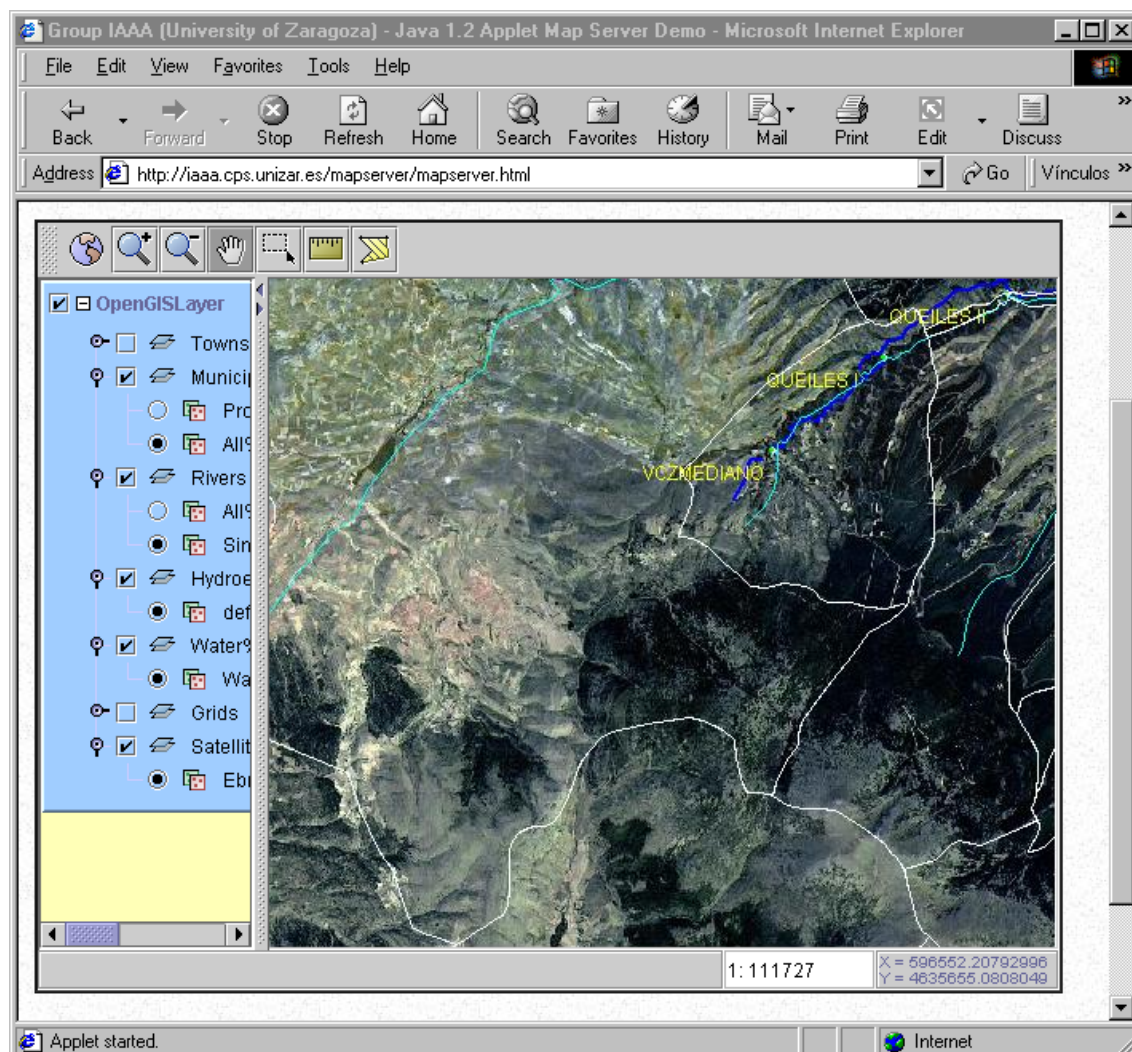 Group IAAA (University of Zaragoza) - Java 1.2 Applet Map Server Demo - Microsoft Internet Explorer
File Edit View Favorites Tools Help
Back Forward Stop Refresh Home Search Favorites History Mail Print Edit Discuss
Address http://iaaa.cps.unizar.es/mapserver/mapserver.html Go Vínculos
OpenGISLayer
Towns
Municip
Pro
All%
Rivers
All%
Sin
Hydroe
def
Water%
Wa
Grids
Satellit
Ebr
QUEILES II
QUEILES I
VOZMEDIANO
1:111727
X = 596552.20792996
Y = 4635655.0808049
Applet started. Internet